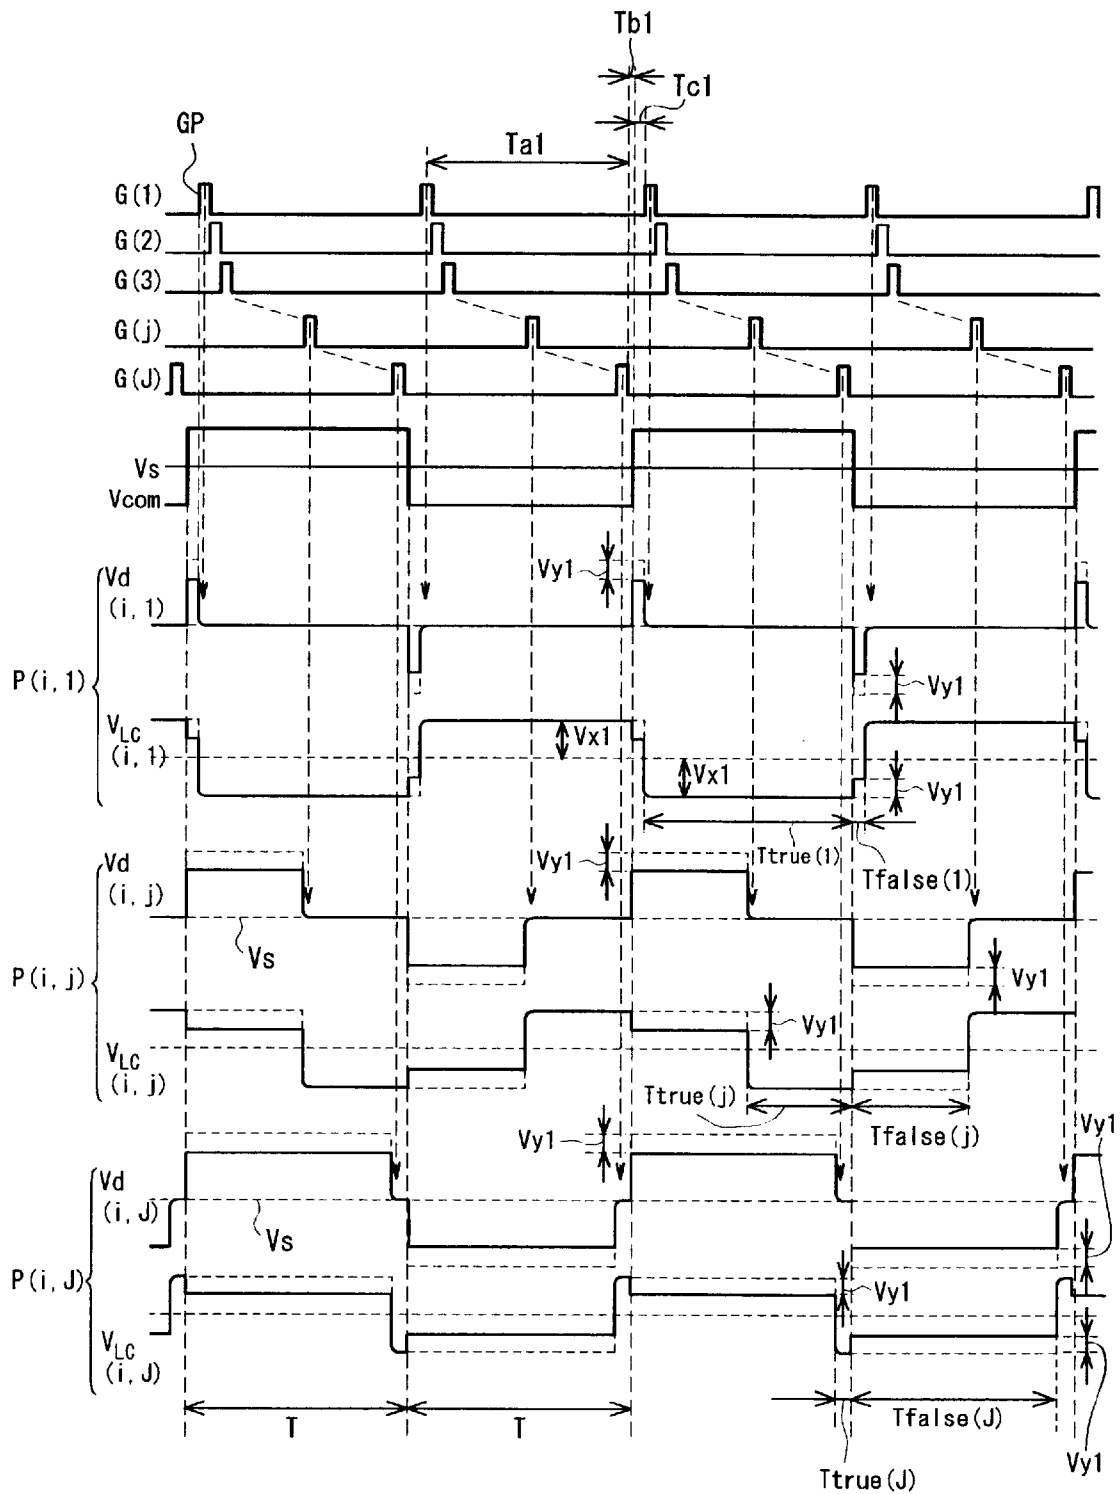 Tb1
Tc1
GP
Ta1
G(1)
G(2)
G(3)
G(j)
G(J)
Vs
Vcom
Vd
(i,1)
Vy1
P(i,1)
Vy1
VLC
(i,1)
Vx1
Vx1
Vy1
Ttrue(1)
Tfalse(1)
Vd
(i,j)
Vy1
Vs
P(i,j)
Vy1
Vy1
VLC
(i,j)
Ttrue(j)
Tfalse(j)
Vy1
Vy1
Vd
(i,J)
Vs
P(i,J)
Vy1
VLC
(i,J)
T
T
Tfalse(J)
Vy1
Ttrue(J)